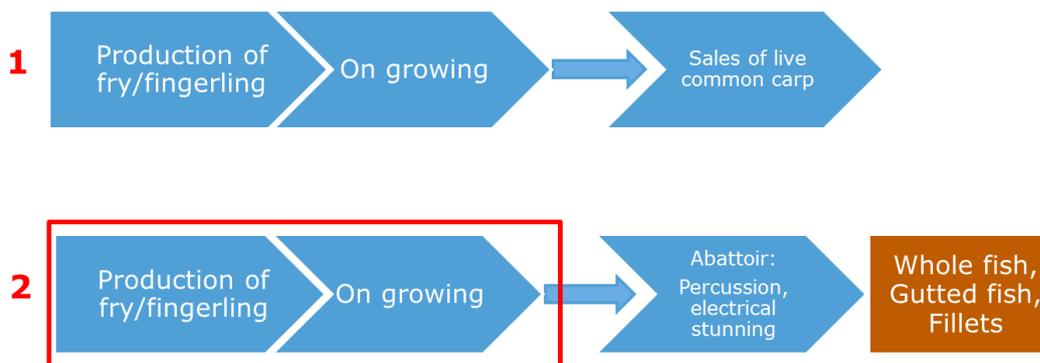 1
Production of
fry/fingerling
On growing
Sales of live
common carp
2
Production of
fry/fingerling
On growing
Abattoir:
Percussion,
electrical
stunning
Whole fish,
Gutted fish,
Fillets